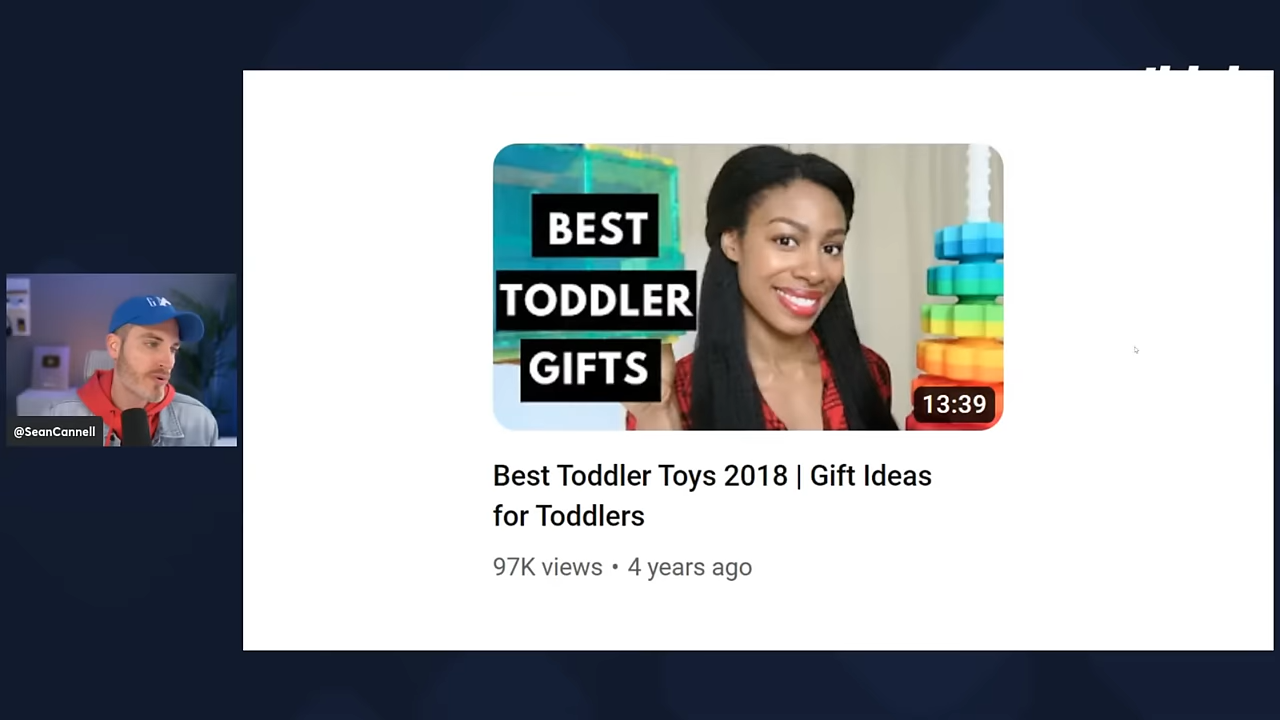 BEST
TODDLER
GIFTS
13:39
@SeanCannell
Best Toddler Toys 2018 | Gift Ideas
for Toddlers
97K views • 4 years ago